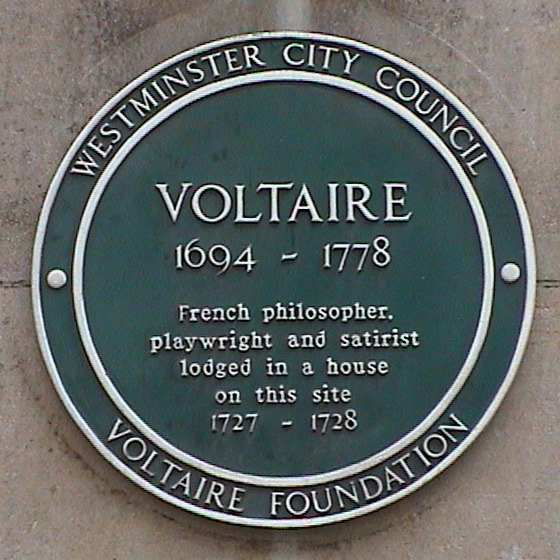 WESTMINSTER CITY COUNCIL
VOLTAIRE
1694 - 1778
French philosopher,
playwright and satirist
lodged in a house
on this site
1727 - 1728
VOLTAIRE FOUNDATION